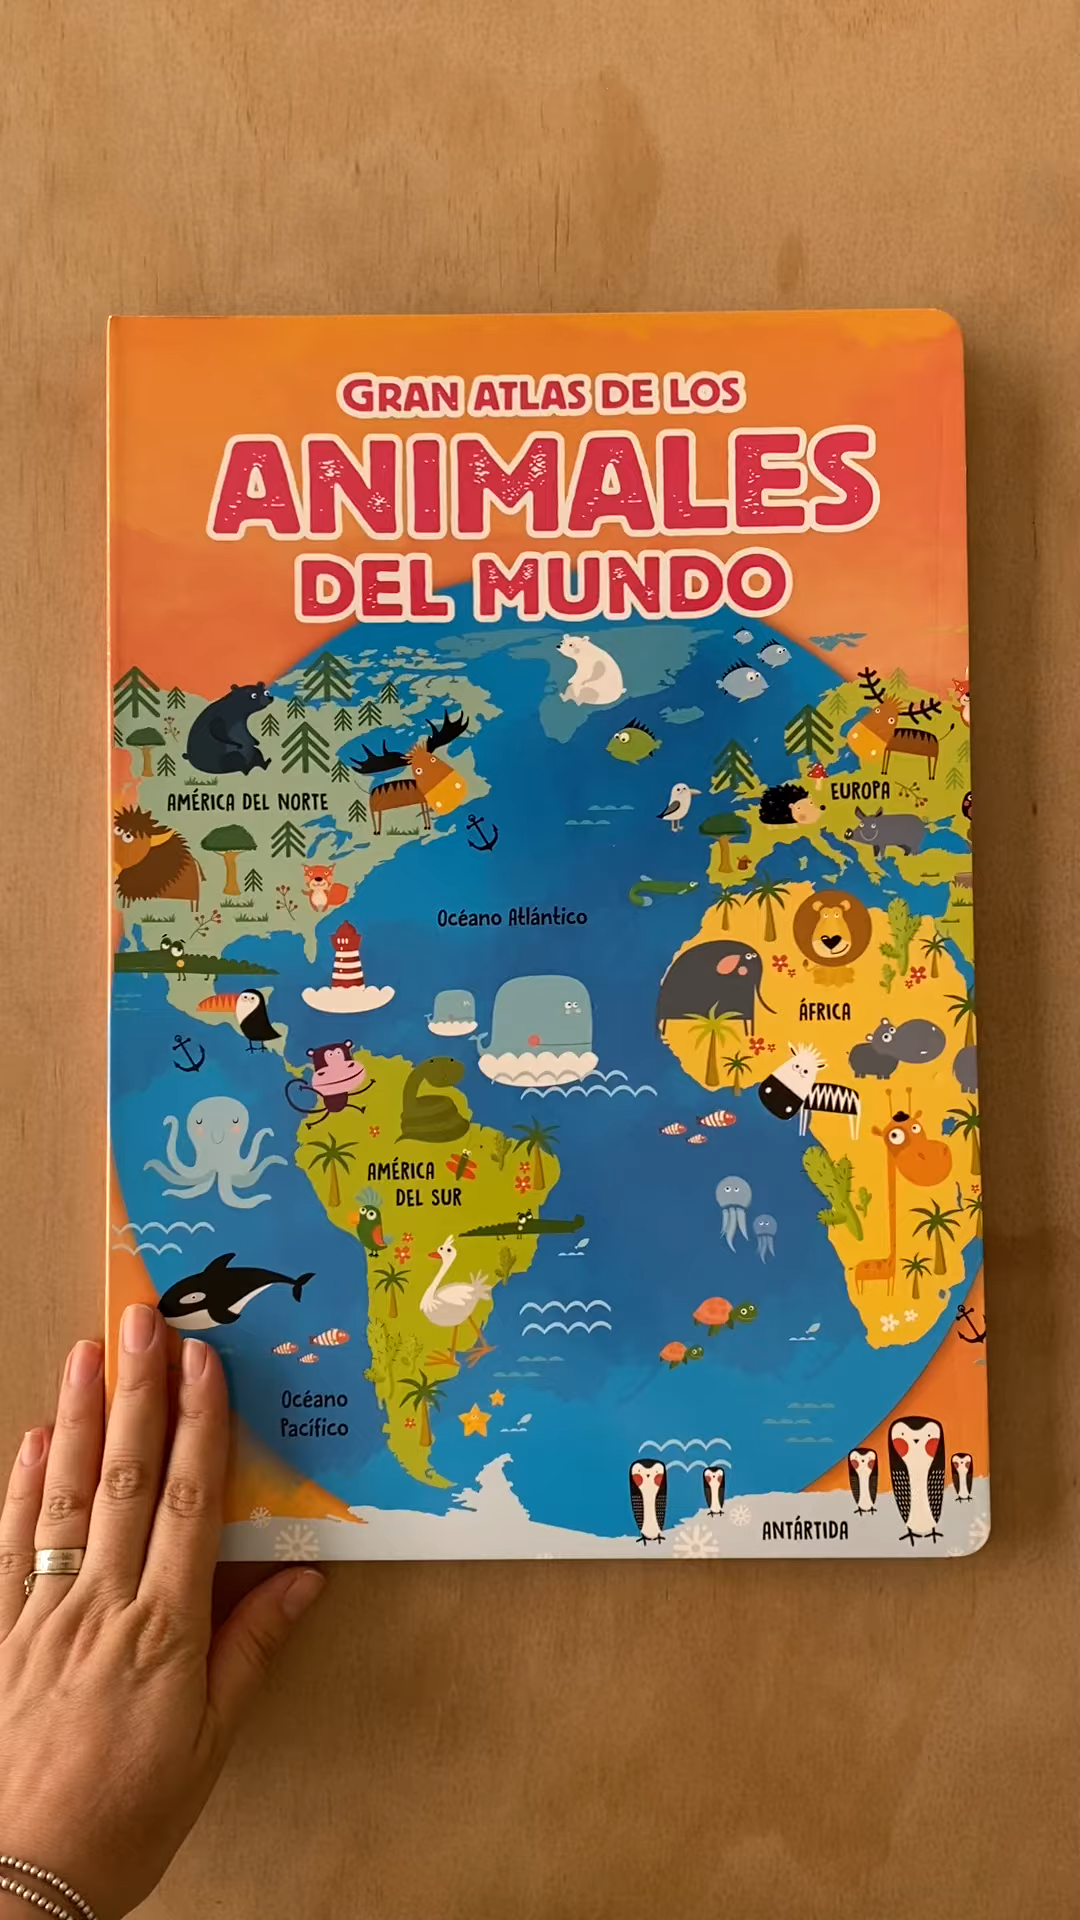 GRAN ATLAS DE LOS
ANIMALES
DEL MUNDO
AMÉRICA DEL NORTE
EUROPA
Océano Atlántico
ÁFRICA
AMÉRICA
DEL SUR
Océano
Pacífico
ANTÁRTIDA